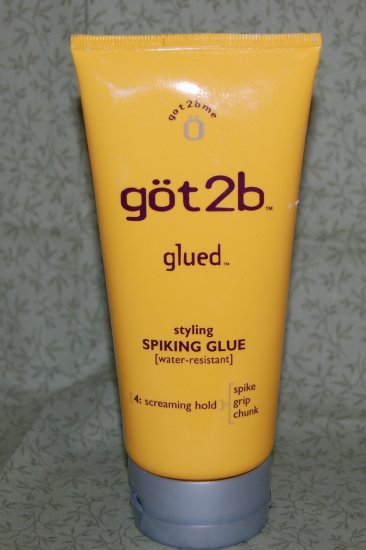 got2bme
ö
göt2b™
glued™
styling
SPIKING GLUE
[water-resistant]
[4: screaming hold]
spike
grip
chunk